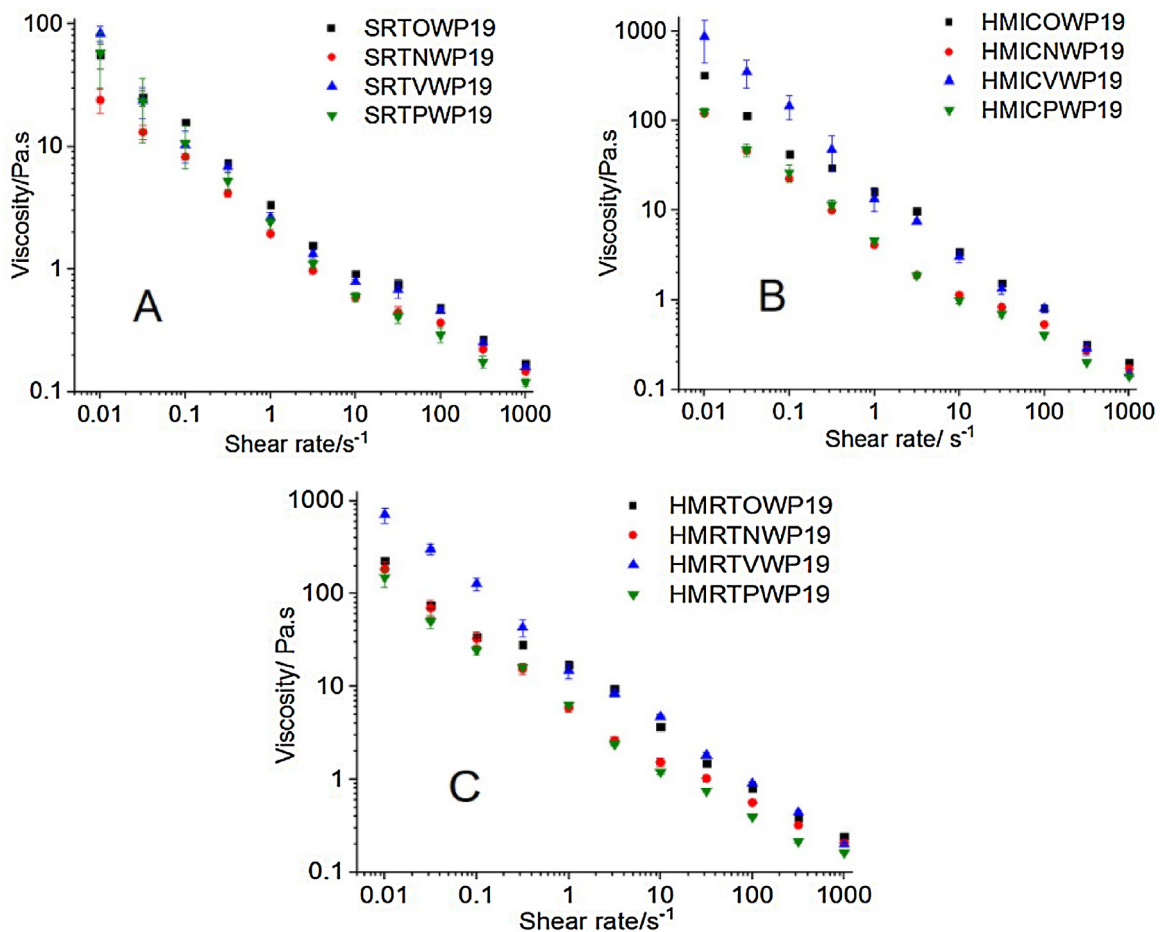 100
10
1
0.1
Viscosity/Pa.s
0.01 0.1 1 10 100 1000
Shear rate/s⁻¹
SRTOWP19
SRTNWP19
SRTVWP19
SRTPWP19
A
1000
100
10
1
0.1
Viscosity/Pa.s
0.01 0.1 1 10 100 1000
Shear rate/ s⁻¹
HMICOWP19
HMICNWP19
HMICVWP19
HMICPWP19
B
1000
100
10
1
0.1
Viscosity/ Pa.s
0.01 0.1 1 10 100 1000
Shear rate/s⁻¹
HMRTOWP19
HMRTNWP19
HMRTVWP19
HMRTPWP19
C